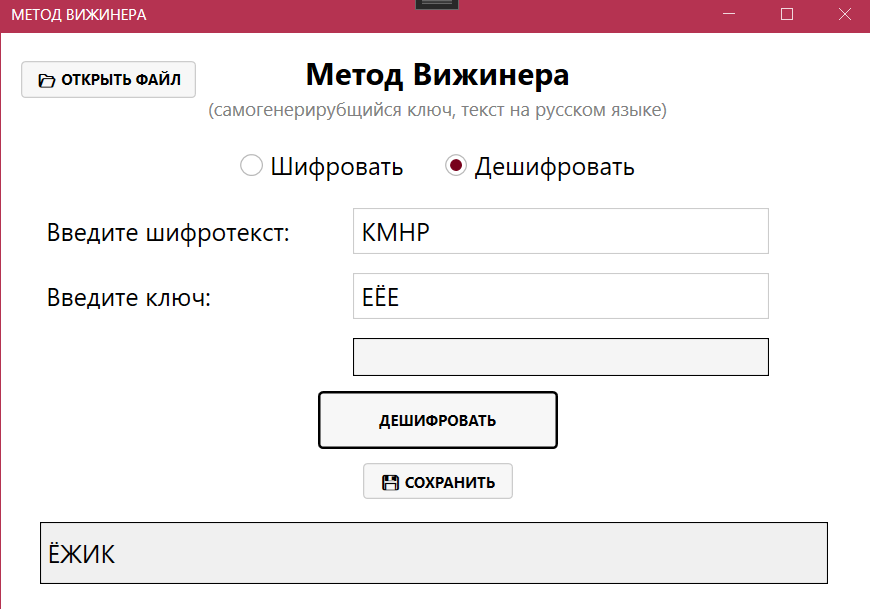 МЕТОД ВИЖИНЕРА
ОТКРЫТЬ ФАЙЛ
Метод Вижинера
(самогенерирубщийся ключ, текст на русском языке)
Шифровать Дешифровать
Введите шифротекст: КМНР
Введите ключ: ЕЁЕ
ДЕШИФРОВАТЬ
СОХРАНИТЬ
ЁЖИК